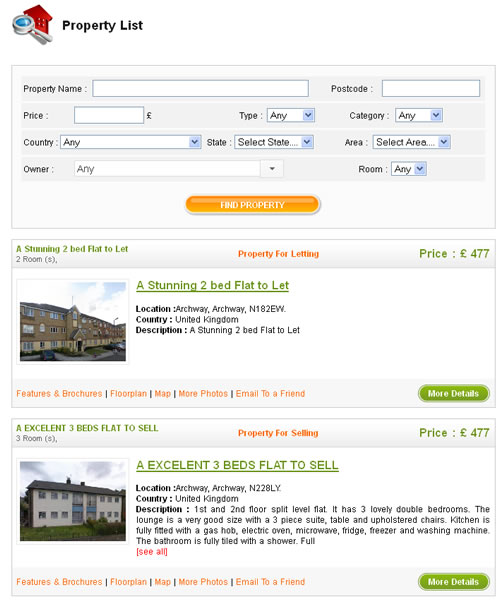 Property List
Property Name : Postcode :
Price : £ Type : Any Category : Any
Country : Any State : Select State.... Area : Select Area....
Owner : Any Room : Any
FIND PROPERTY
A Stunning 2 bed Flat to Let
2 Room (s),
Property For Letting
Price : £ 477
A Stunning 2 bed Flat to Let
Location :Archway, Archway, N182EW.
Country : United Kingdom
Description : A Stunning 2 bed Flat to Let
Features & Brochures | Floorplan | Map | More Photos | Email To a Friend
More Details
A EXCELENT 3 BEDS FLAT TO SELL
3 Room (s),
Property For Selling
Price : £ 477
A EXCELENT 3 BEDS FLAT TO SELL
Location :Archway, Archway, N228LY.
Country : United Kingdom
Description : 1st and 2nd floor split level flat. It has 3 lovely double bedrooms. The
lounge is a very good size with a 3 piece suite, table and upholstered chairs. Kitchen is
fully fitted with a gas hob, electric oven, microwave, fridge, freezer and washing machine.
The bathroom is fully tiled with a shower. Full
[see all]
Features & Brochures | Floorplan | Map | More Photos | Email To a Friend
More Details